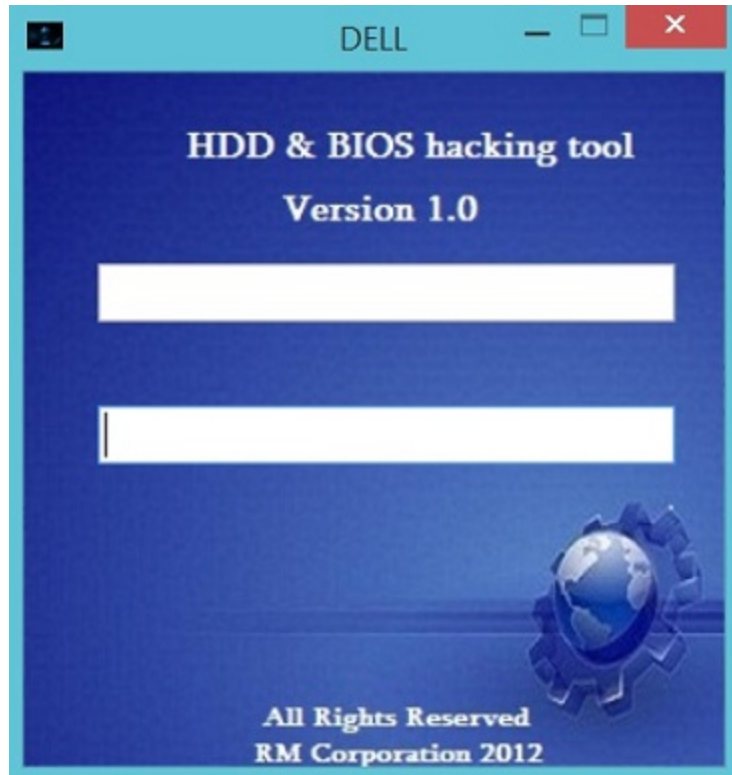 DELL
HDD & BIOS hacking tool
Version 1.0
All Rights Reserved
RM Corporation 2012